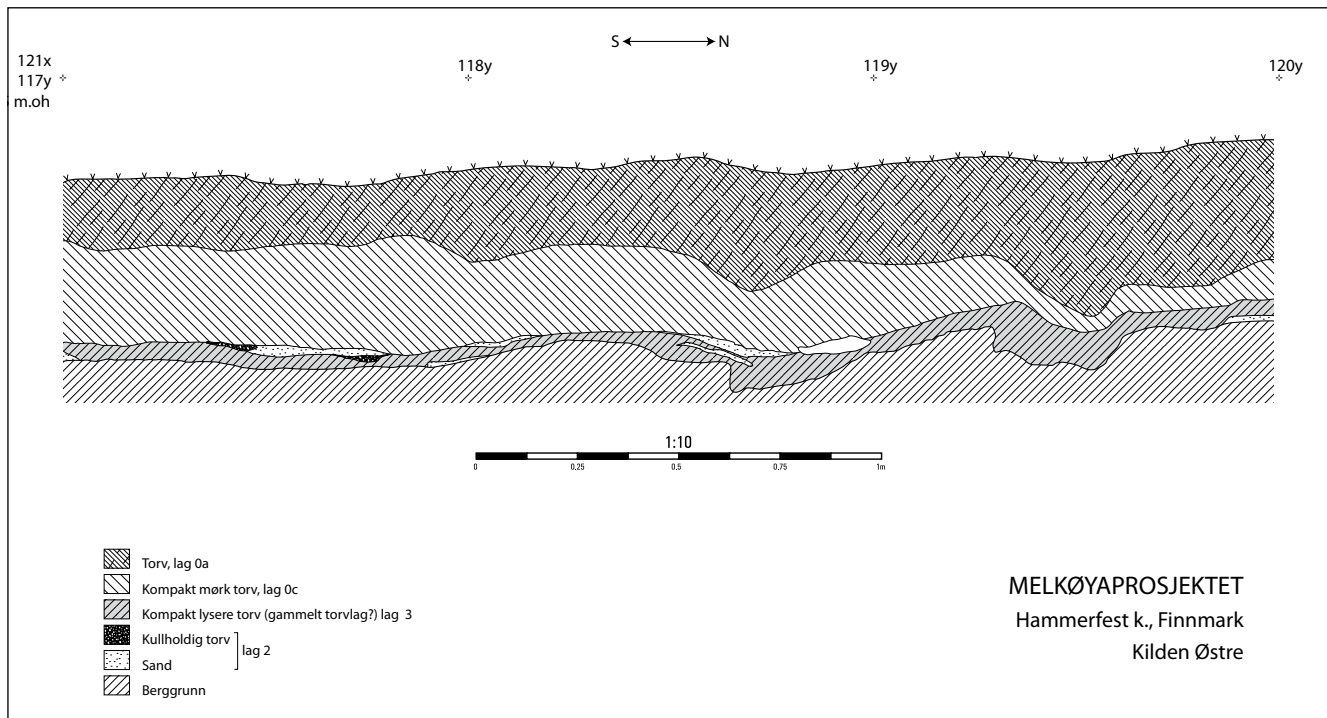 S N
121x
117y
m.oh
118y
119y
120y
1:10
0 0.25 0.5 0.75 1m
Torv, lag 0a
Kompakt mørk torv, lag 0c
Kompakt lysere torv (gammelt torvlag?) lag 3
Kullholdig torv
lag 2
Sand
Berggrunn
MELKØYAPROSJEKTET
Hammerfest k., Finnmark
Kilden Østre